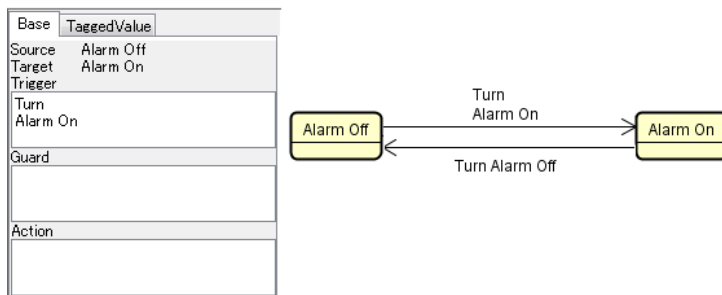 Base TaggedValue
Source Alarm Off
Target Alarm On
Trigger
Turn
Alarm On
Guard
Action
Turn
Alarm On
Alarm Off
Alarm On
Turn Alarm Off